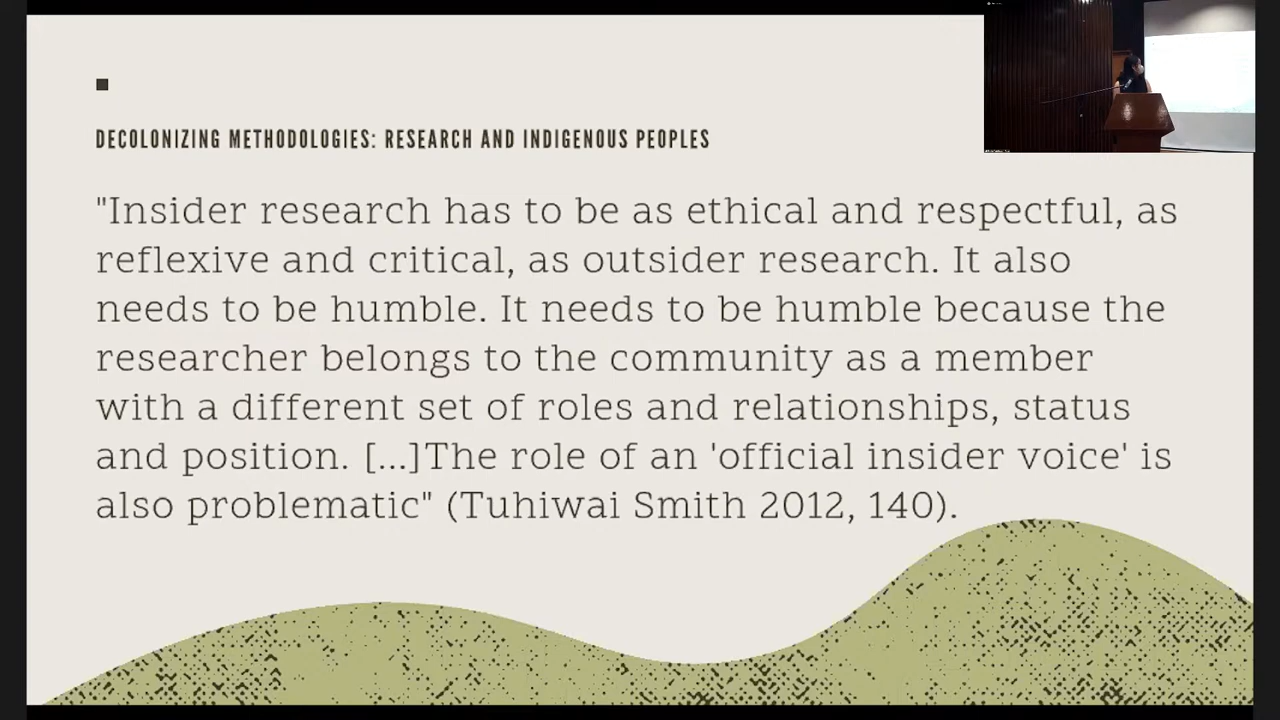 DECOLONIZING METHODOLOGIES: RESEARCH AND INDIGENOUS PEOPLES
"Insider research has to be as ethical and respectful, as
reflexive and critical, as outsider research. It also
needs to be humble. It needs to be humble because the
researcher belongs to the community as a member
with a different set of roles and relationships, status
and position. [...]The role of an 'official insider voice' is
also problematic" (Tuhiwai Smith 2012, 140).